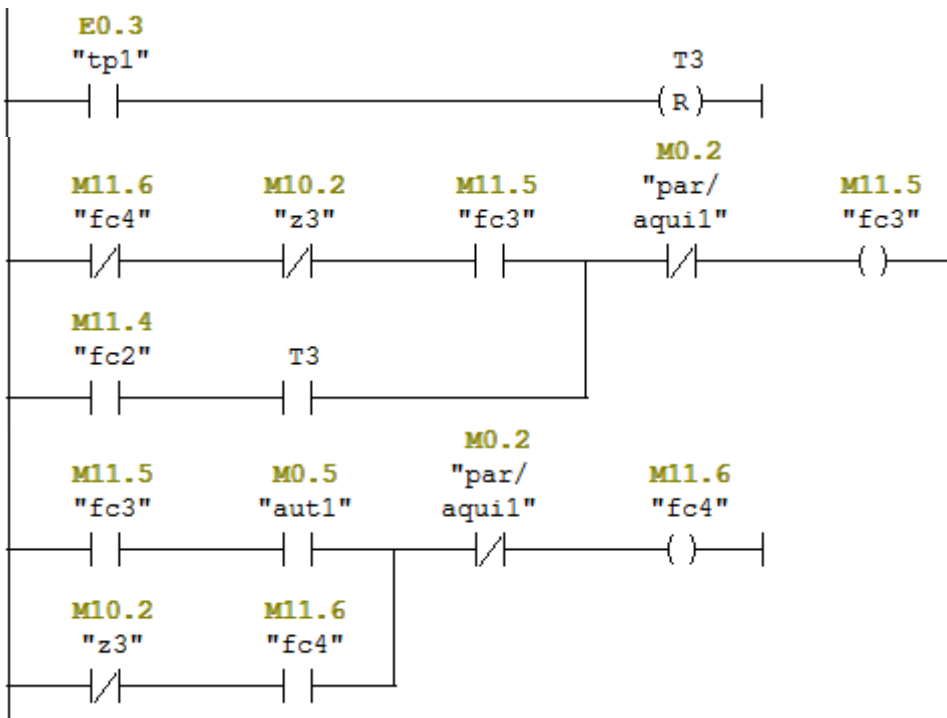 E0.3
"tp1" T3
R
M0.2
M11.6 M10.2 M11.5 "par/ M11.5
"fc4" "z3" "fc3" aqui1" "fc3"
M11.4
"fc2" T3
M0.2
M11.5 M0.5 "par/ M11.6
"fc3" "aut1" aqui1" "fc4"
M10.2 M11.6
"z3" "fc4"